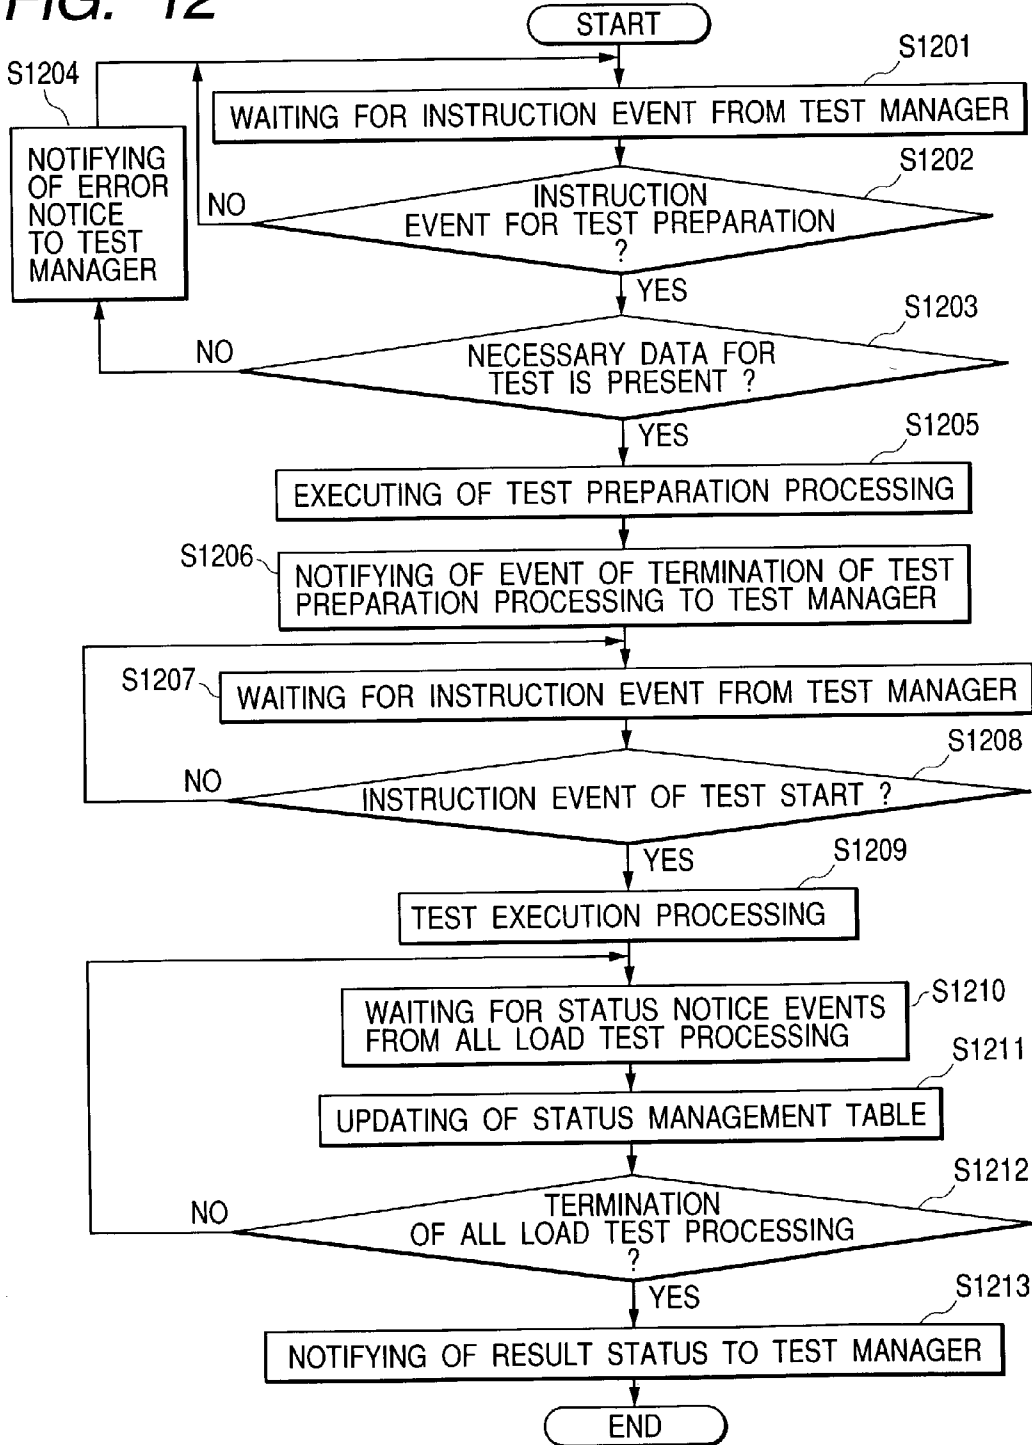 FIG. 12
START
S1201
WAITING FOR INSTRUCTION EVENT FROM TEST MANAGER
S1204
NOTIFYING
OF ERROR
NOTICE
TO TEST
MANAGER
S1202
INSTRUCTION
EVENT FOR TEST PREPARATION
?
NO
YES
S1203
NECESSARY DATA FOR
TEST IS PRESENT ?
NO
YES
S1205
EXECUTING OF TEST PREPARATION PROCESSING
S1206
NOTIFYING OF EVENT OF TERMINATION OF TEST
PREPARATION PROCESSING TO TEST MANAGER
S1207
WAITING FOR INSTRUCTION EVENT FROM TEST MANAGER
S1208
INSTRUCTION EVENT OF TEST START ?
NO
YES
S1209
TEST EXECUTION PROCESSING
S1210
WAITING FOR STATUS NOTICE EVENTS
FROM ALL LOAD TEST PROCESSING
S1211
UPDATING OF STATUS MANAGEMENT TABLE
S1212
TERMINATION
OF ALL LOAD TEST PROCESSING
?
NO
YES
S1213
NOTIFYING OF RESULT STATUS TO TEST MANAGER
END